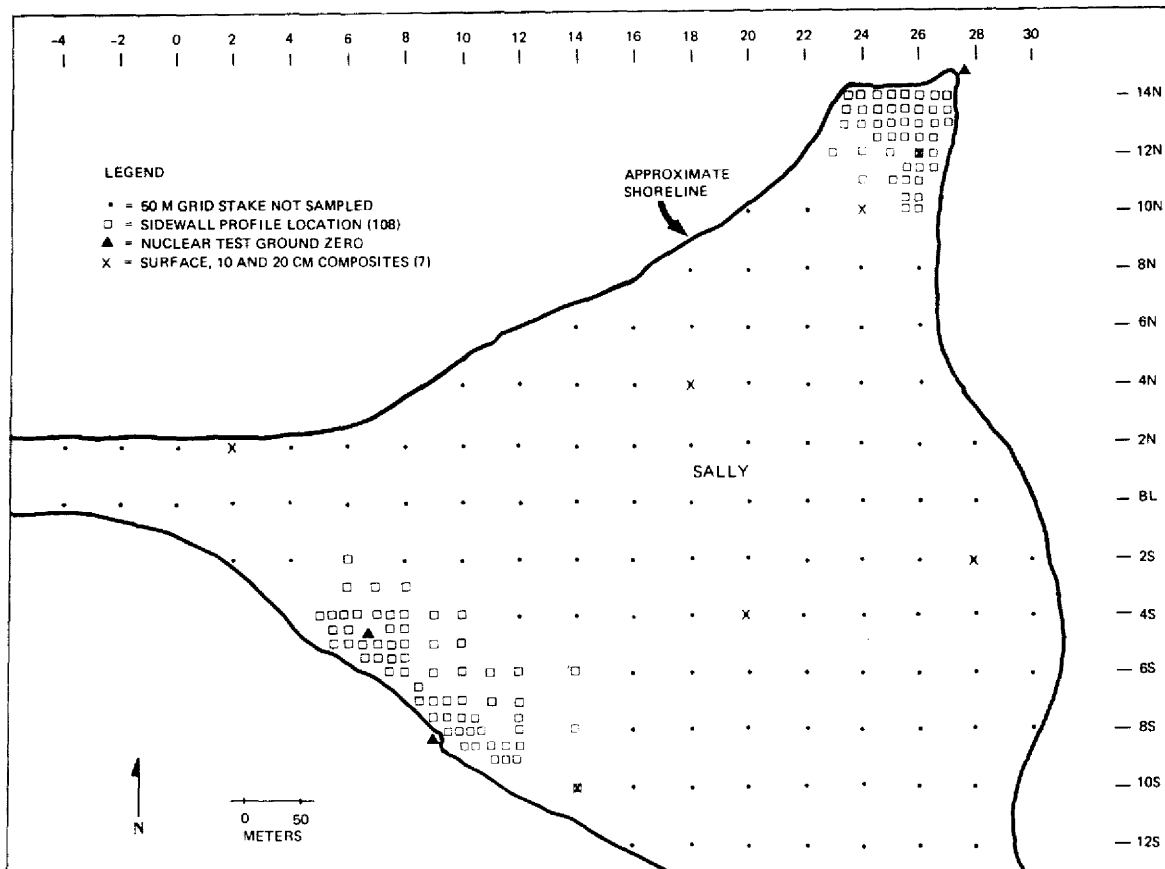 -4 -2 0 2 4 6 8 10 12 14 16 18 20 22 24 26 28 30
14N
12N
10N
8N
6N
4N
2N
BL
2S
4S
6S
8S
10S
12S
LEGEND
• = 50 M GRID STAKE NOT SAMPLED
□ = SIDEWALL PROFILE LOCATION (108)
▲ = NUCLEAR TEST GROUND ZERO
X = SURFACE, 10 AND 20 CM COMPOSITES (7)
APPROXIMATE
SHORELINE
SALLY
N
0 50
METERS